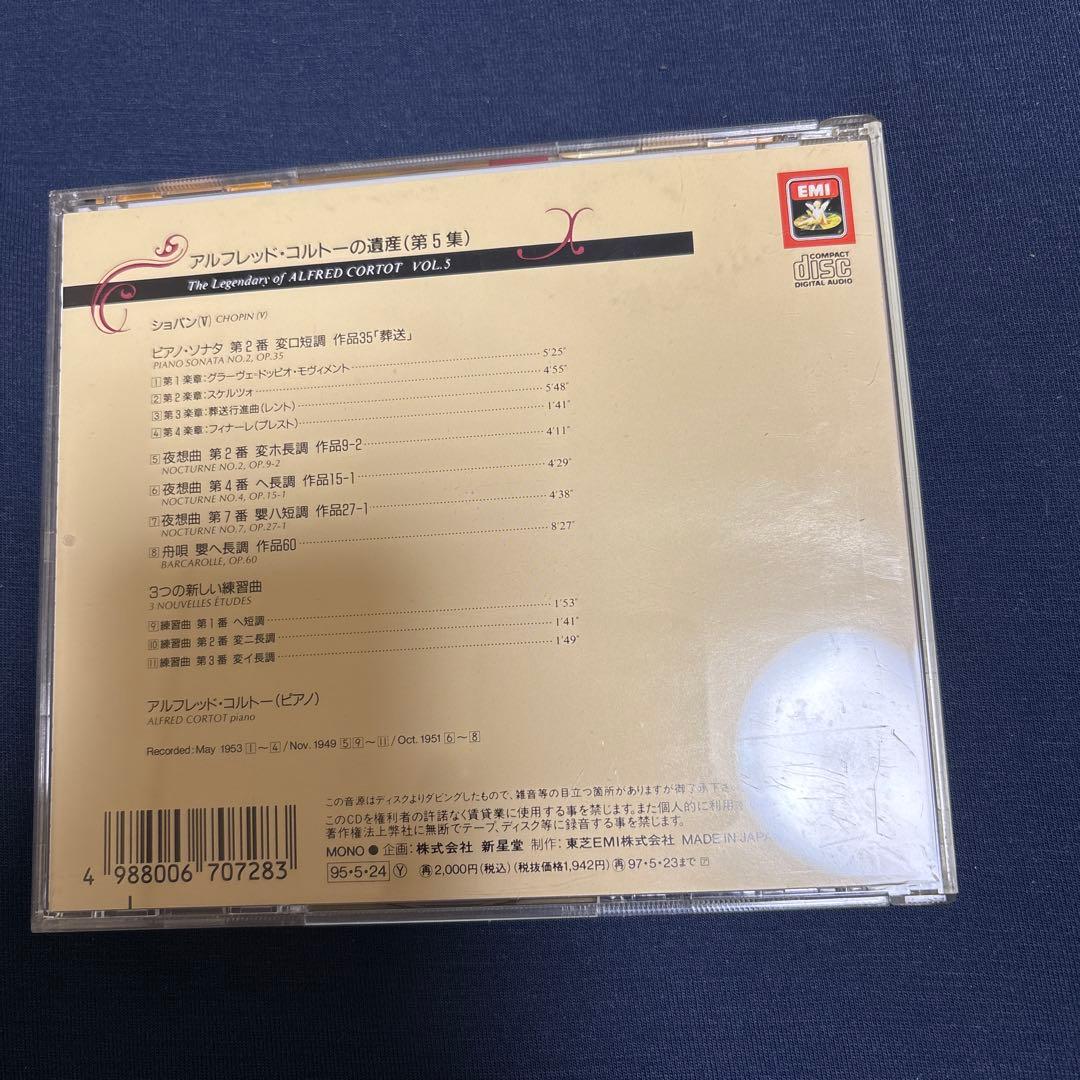 EMI
COMPACT
disc
DIGITAL AUDIO
アルフレッド・コルトーの遺産(第5集)
The Legendary of ALFRED CORTOT VOL.5
ショパン(V) CHOPIN (V)
ピアノ・ソナタ 第2番 変ロ短調 作品35「葬送」
PIANO SONATA NO.2, OP.35
1 第1楽章:グラーヴェ=ドッピオ・モヴィメント 5'25"
2 第2楽章:スケルツォ 4'55"
3 第3楽章:葬送行進曲(レント) 5'48"
4 第4楽章:フィナーレ(プレスト) 1'41"
5 夜想曲 第2番 変ホ長調 作品9-2 4'11"
NOCTURNE NO.2, OP.9-2
6 夜想曲 第4番 ヘ長調 作品15-1 4'29"
NOCTURNE NO.4, OP.15-1
7 夜想曲 第7番 嬰ハ短調 作品27-1 4'38"
NOCTURNE NO.7, OP.27-1
8 舟唄 嬰ヘ長調 作品60 8'27"
BARCAROLLE, OP.60
3つの新しい練習曲
3 NOUVELLES ÉTUDES
9 練習曲 第1番 ヘ短調 1'53"
10 練習曲 第2番 変ニ長調 1'41"
11 練習曲 第3番 変イ長調 1'49"
アルフレッド・コルトー(ピアノ)
ALFRED CORTOT piano
Recorded: May 1953 1〜4 / Nov. 1949 5 9〜11 / Oct. 1951 6〜8
この音源はディスクよりダビングしたもので、雑音等の目立つ箇所がありますが御了承下さ
このCDを権利者の許諾なく賃貸業に使用する事を禁じます。また個人的に利用
著作権法上弊社に無断でテープ、ディスク等に録音する事を禁じます。
MONO ● 企画:株式会社 新星堂 制作:東芝EMI株式会社 MADE IN JAPA
95・5・24 Y 再 2,000円(税込)(税抜価格1,942円) 再 97・5・23まで P
4 988006 707283